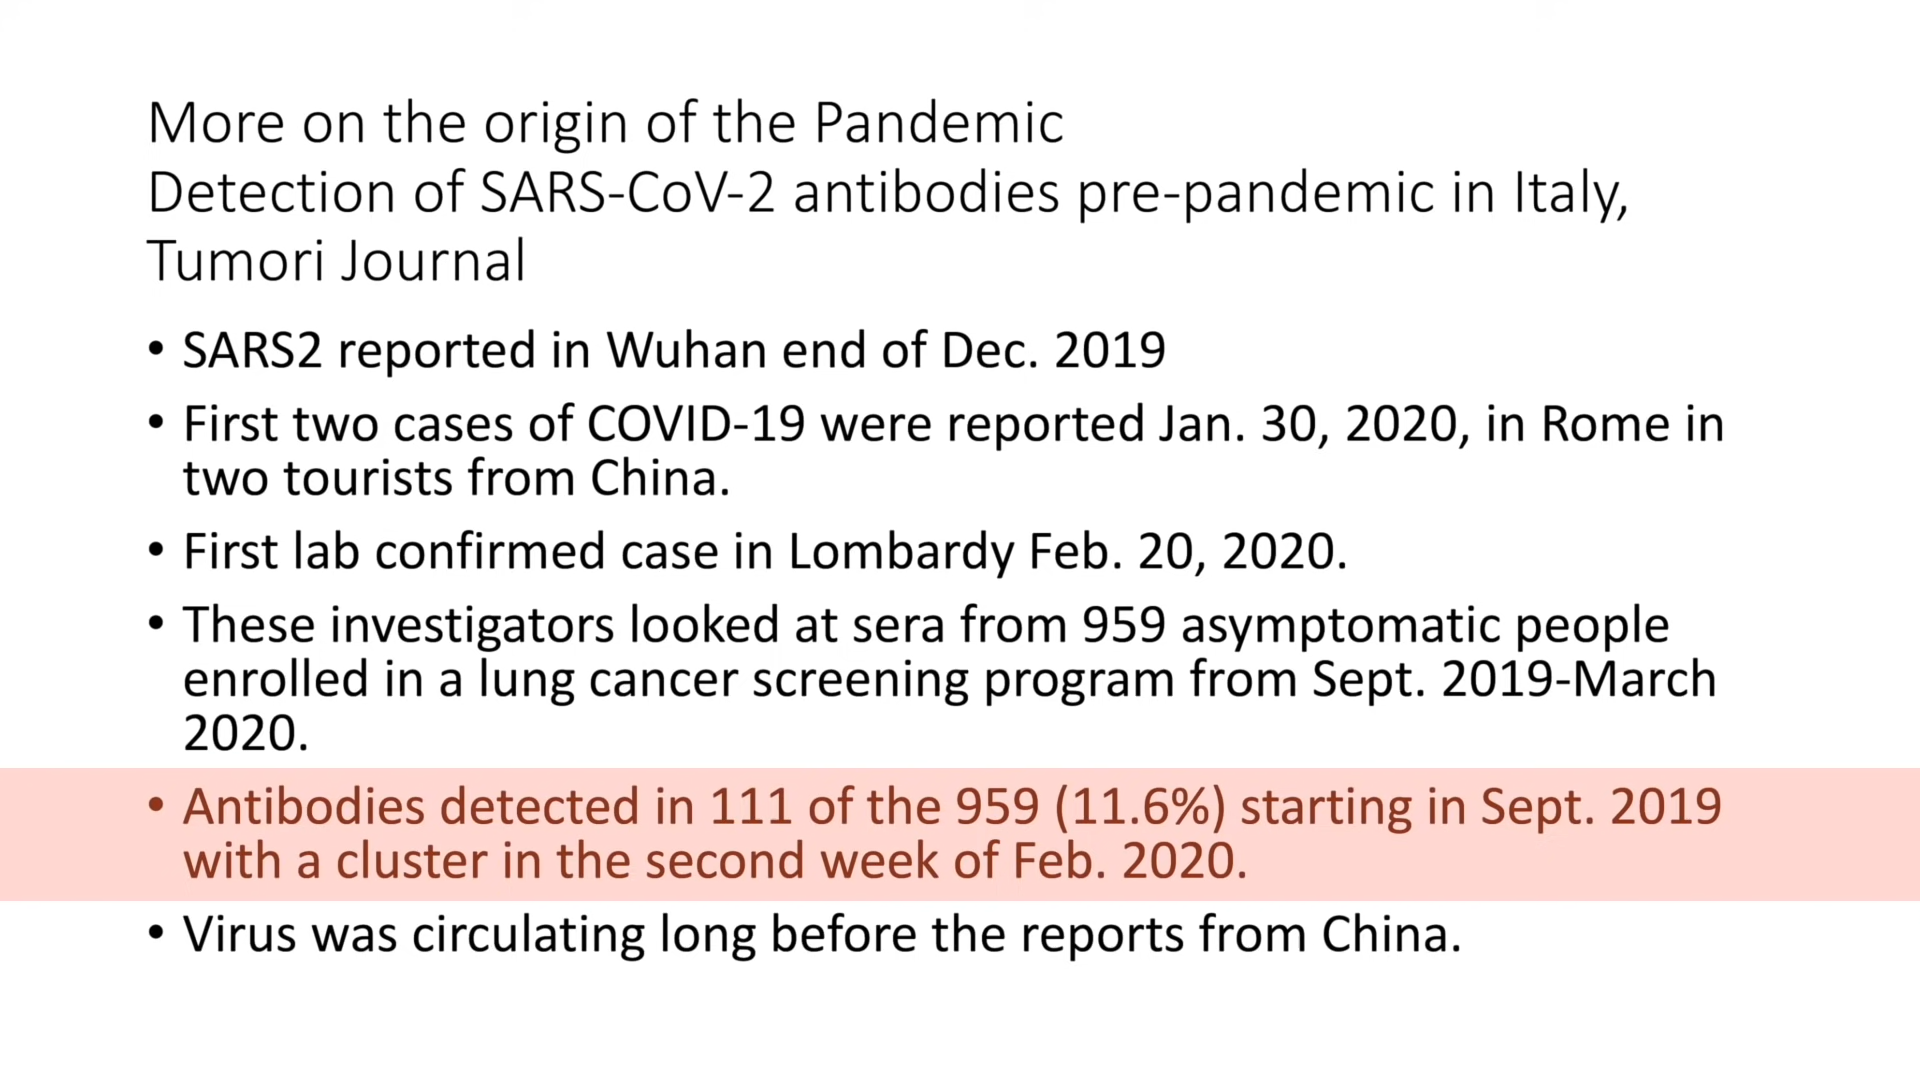 More on the origin of the Pandemic
Detection of SARS-CoV-2 antibodies pre-pandemic in Italy,
Tumori Journal
• SARS2 reported in Wuhan end of Dec. 2019
• First two cases of COVID-19 were reported Jan. 30, 2020, in Rome in
two tourists from China.
• First lab confirmed case in Lombardy Feb. 20, 2020.
• These investigators looked at sera from 959 asymptomatic people
enrolled in a lung cancer screening program from Sept. 2019-March
2020.
• Antibodies detected in 111 of the 959 (11.6%) starting in Sept. 2019
with a cluster in the second week of Feb. 2020.
• Virus was circulating long before the reports from China.